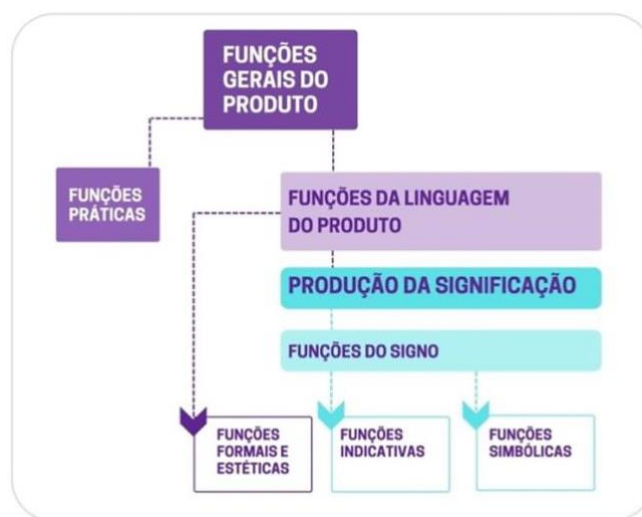 FUNÇÕES
GERAIS DO
PRODUTO
FUNÇÕES
PRÁTICAS
FUNÇÕES DA LINGUAGEM
DO PRODUTO
PRODUÇÃO DA SIGNIFICAÇÃO
FUNÇÕES DO SIGNO
FUNÇÕES
FORMAIS E
ESTÉTICAS
FUNÇÕES
INDICATIVAS
FUNÇÕES
SIMBÓLICAS